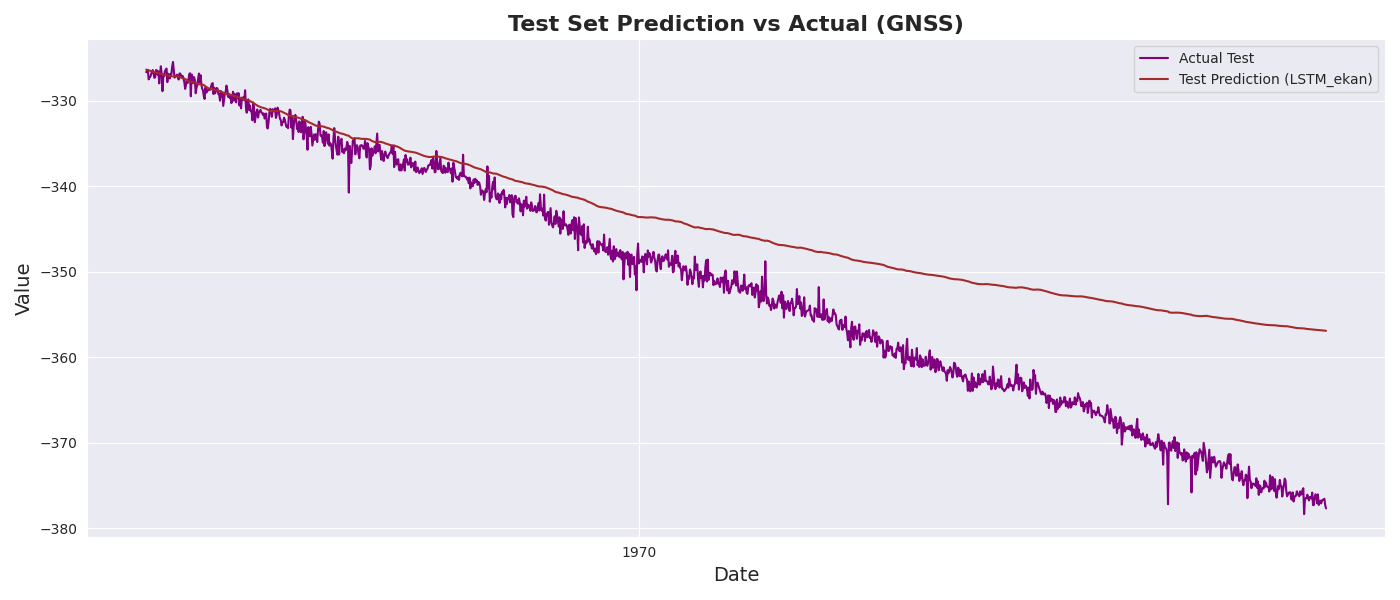 Test Set Prediction vs Actual (GNSS)
Actual Test
Test Prediction (LSTM_ekan)
Value
−330
−340
−350
−360
−370
−380
1970
Date